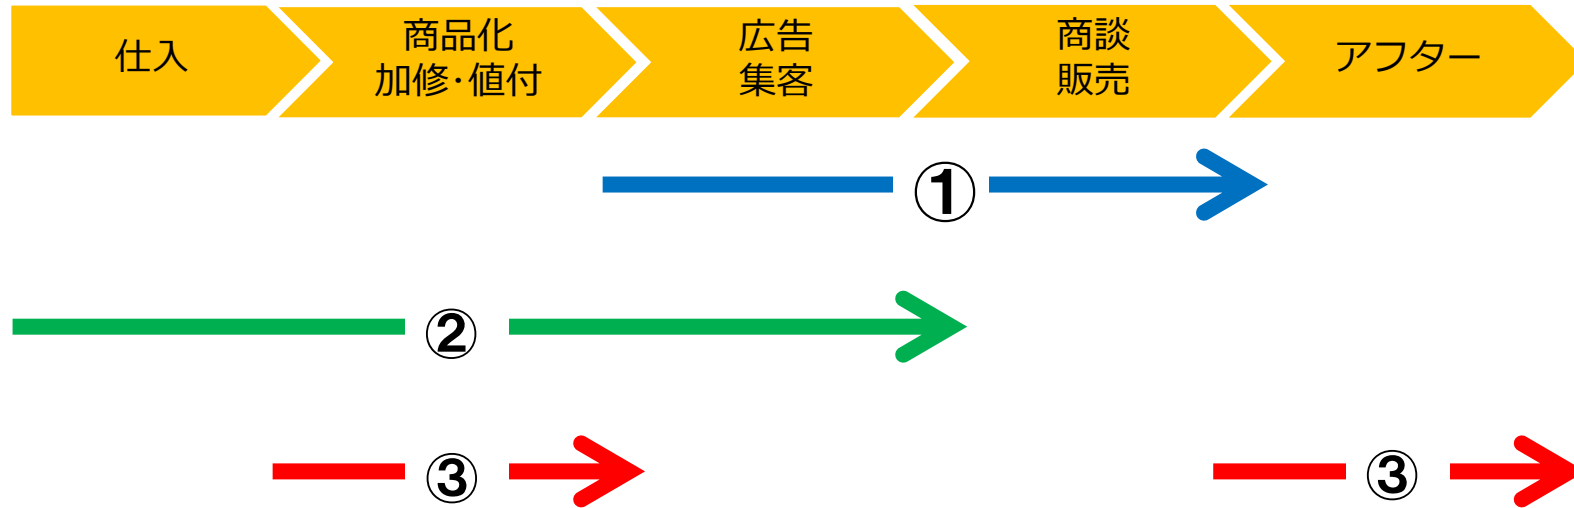 仕入
商品化
加修・値付
広告
集客
商談
販売
アフター
①
②
③
③